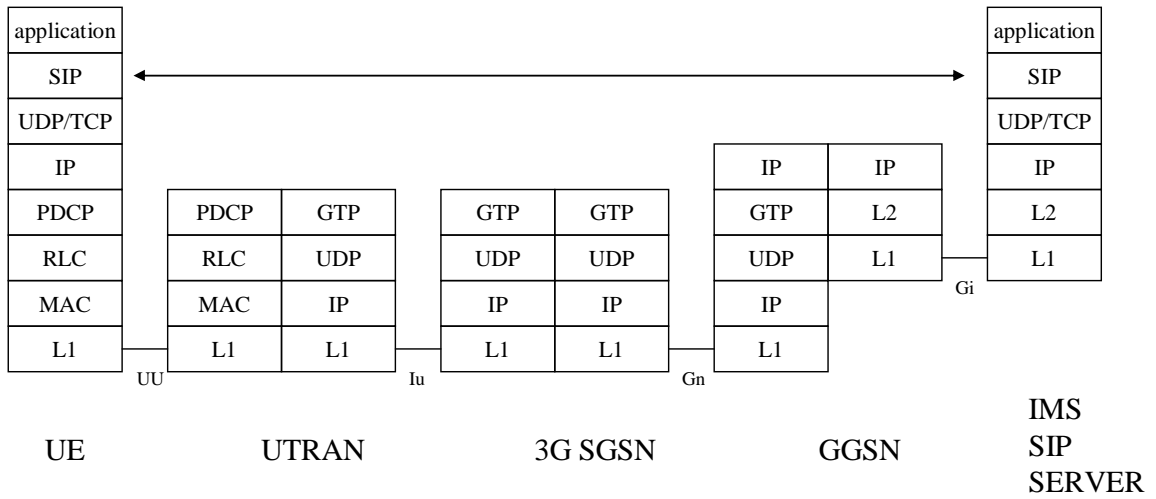 application application
SIP SIP
UDP/TCP UDP/TCP
IP IP IP IP
PDCP PDCP GTP GTP GTP GTP L2 L2
RLC RLC UDP UDP UDP UDP L1 L1
Gi
MAC MAC IP IP IP IP
L1 L1 L1 L1 L1 L1
UU Iu Gn
IMS
UE UTRAN 3G SGSN GGSN SIP
SERVER